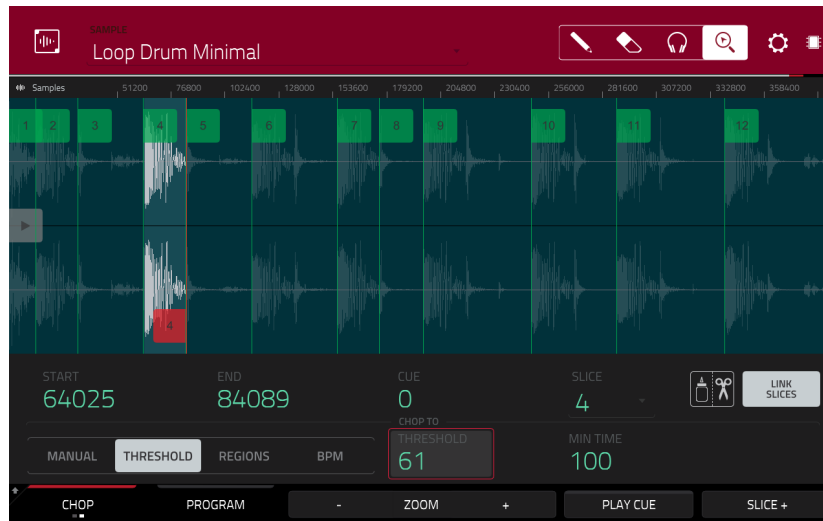 SAMPLE
Loop Drum Minimal
Samples 51200 76800 102400 128000 153600 179200 204800 230400 256000 281600 307200 332800 358400
1 2 3 4 5 6 7 8 9 10 11 12
4
START END CUE SLICE
64025 84089 0 4
LINK SLICES
CHOP TO
THRESHOLD MIN TIME
MANUAL THRESHOLD REGIONS BPM 61 100
CHOP PROGRAM - ZOOM + PLAY CUE SLICE +